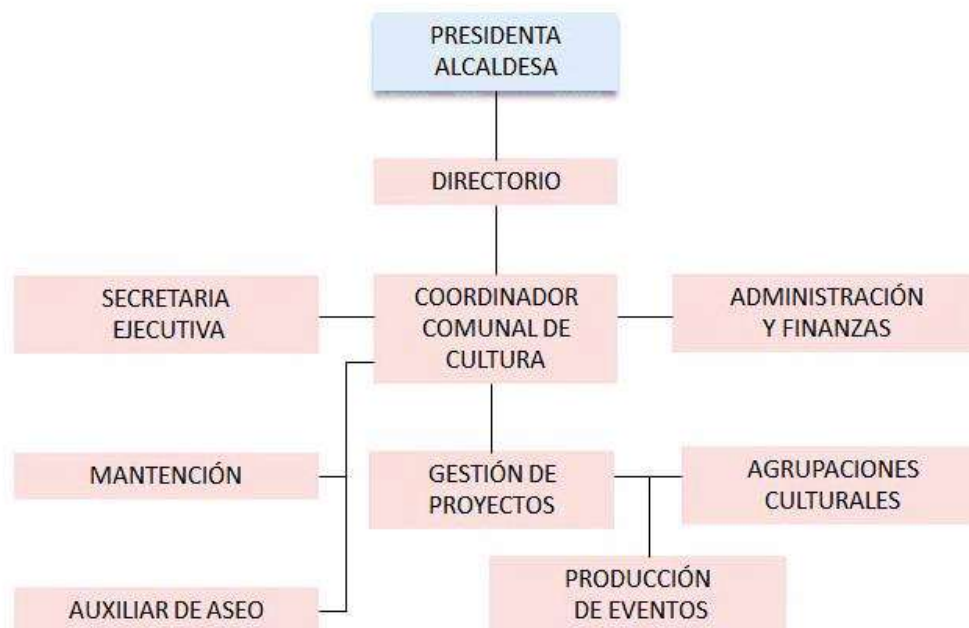 PRESIDENTA
ALCALDESA
DIRECTORIO
SECRETARIA
EJECUTIVA
COORDINADOR
COMUNAL DE
CULTURA
ADMINISTRACIÓN
Y FINANZAS
MANTENCIÓN
GESTIÓN DE
PROYECTOS
AGRUPACIONES
CULTURALES
AUXILIAR DE ASEO
PRODUCCIÓN
DE EVENTOS